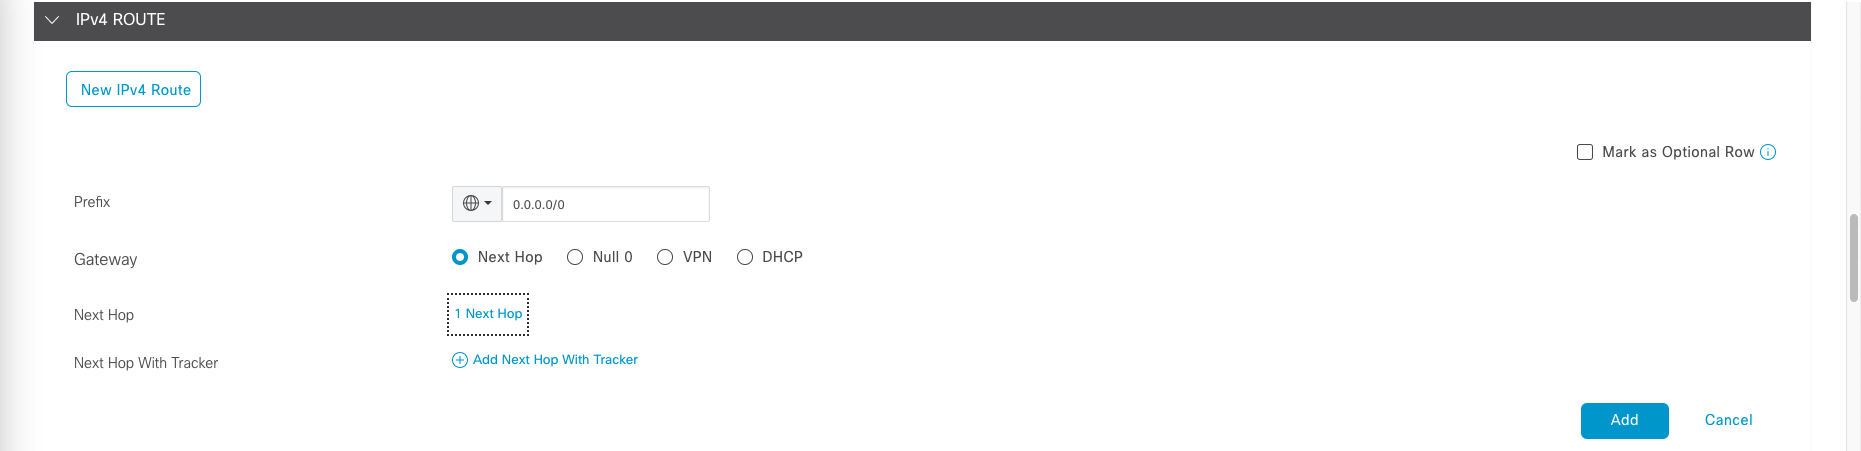 IPv4 ROUTE
New IPv4 Route
Mark as Optional Row
Prefix
0.0.0.0/0
Gateway
Next Hop Null 0 VPN DHCP
Next Hop
1 Next Hop
Next Hop With Tracker
Add Next Hop With Tracker
Add Cancel